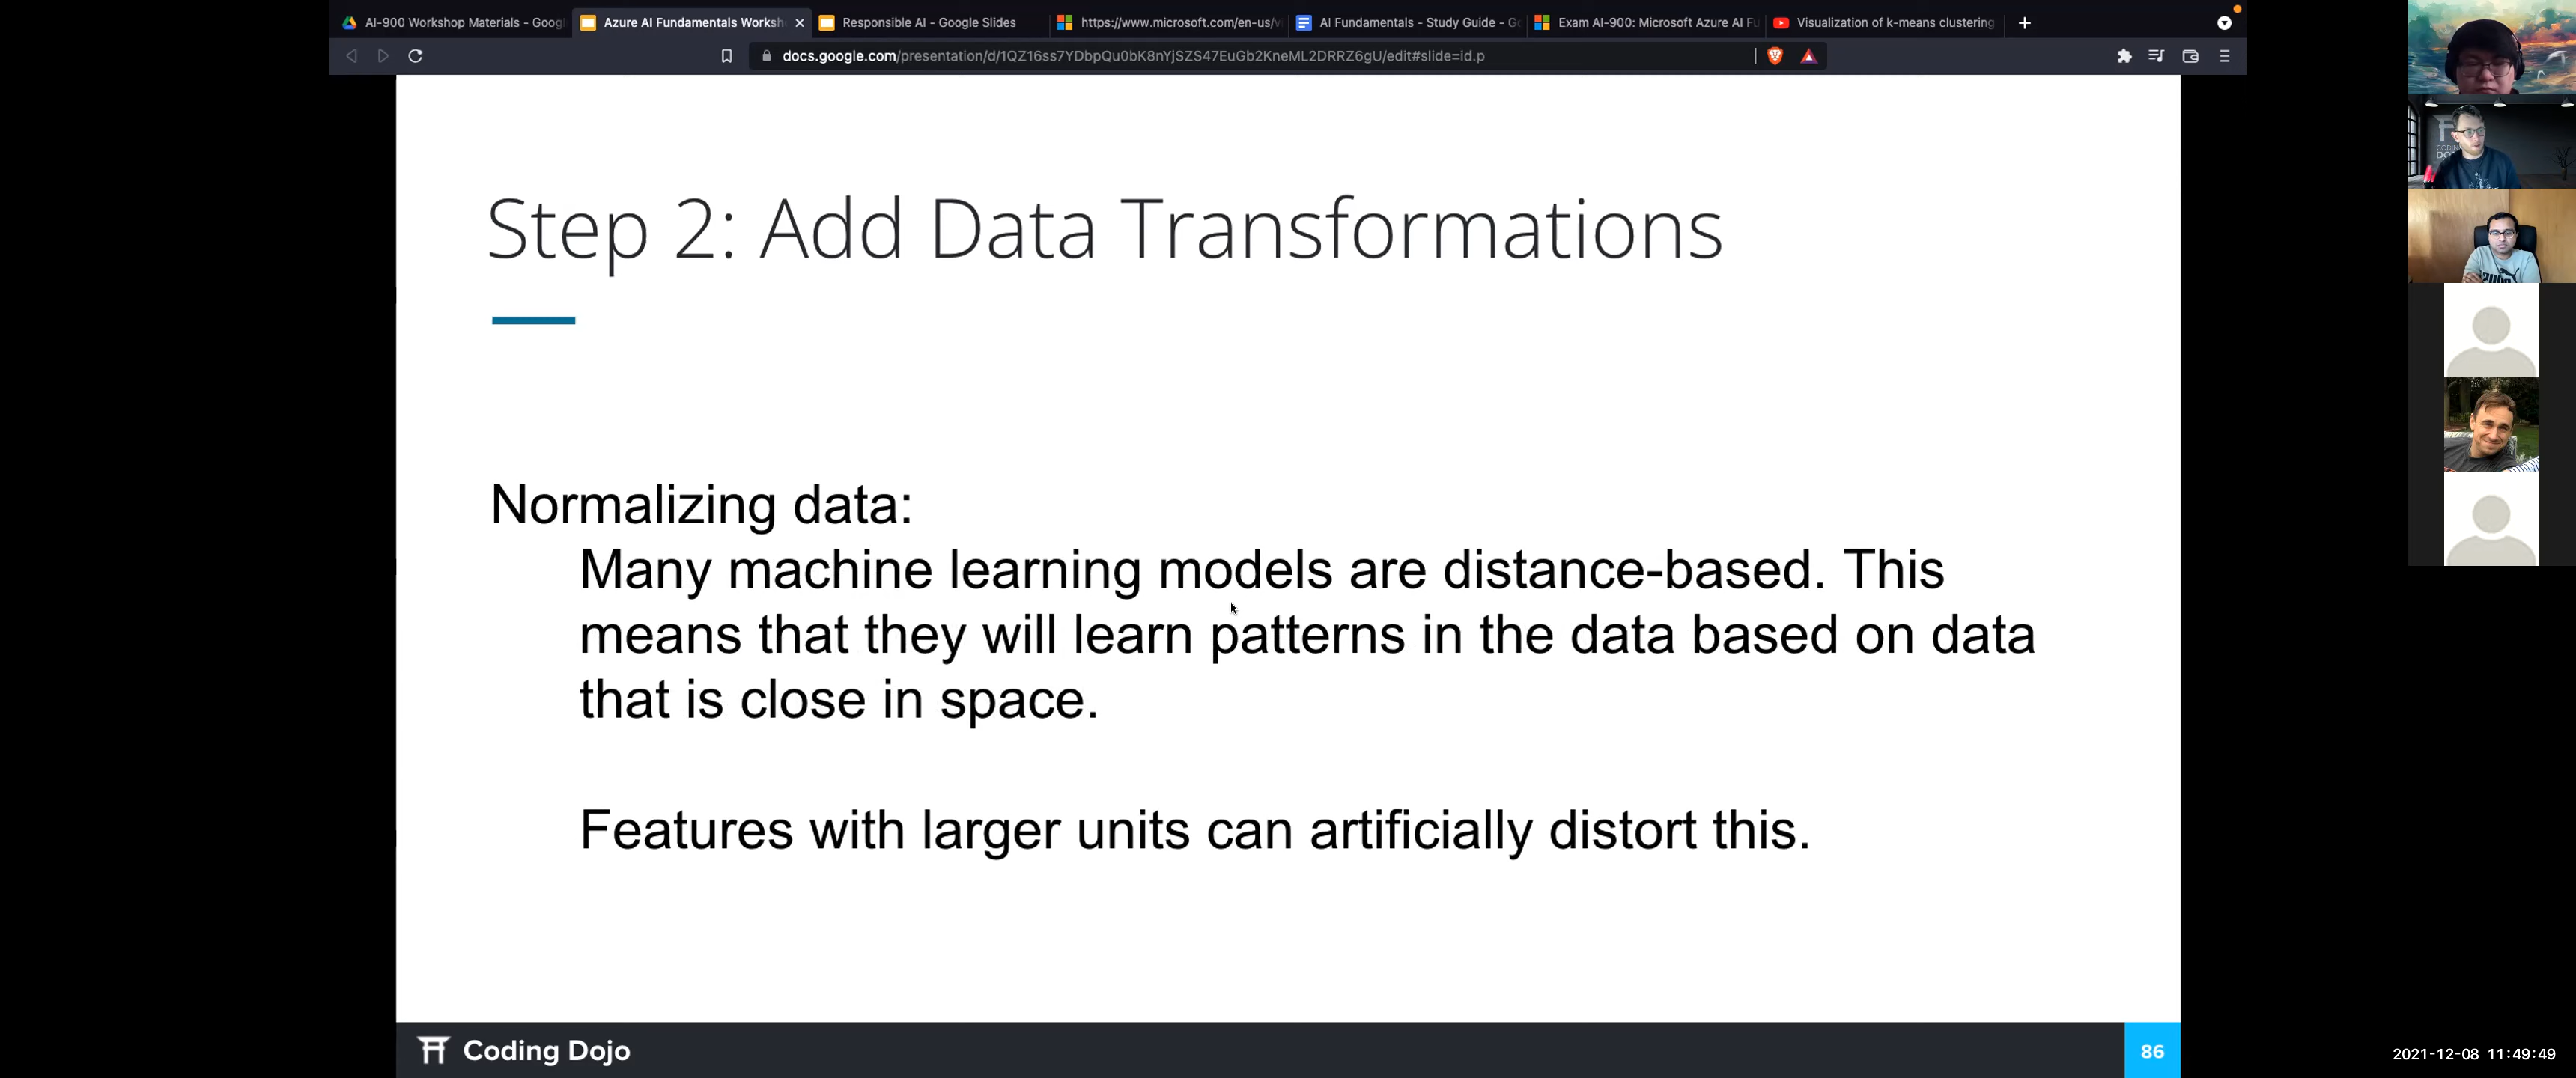 AI-900 Workshop Materials - Googl
Azure AI Fundamentals Worksh
Responsible AI - Google Slides
https://www.microsoft.com/en-us/v
AI Fundamentals - Study Guide - Go
Exam AI-900: Microsoft Azure AI Fu
Visualization of k-means clustering
docs.google.com/presentation/d/1QZ16ss7YDbpQu0bK8nYjSZS47EuGb2KneML2DRRZ6gU/edit#slide=id.p
Step 2: Add Data Transformations
Normalizing data:
Many machine learning models are distance-based. This
means that they will learn patterns in the data based on data
that is close in space.
Features with larger units can artificially distort this.
Coding Dojo
86
2021-12-08 11:49:49